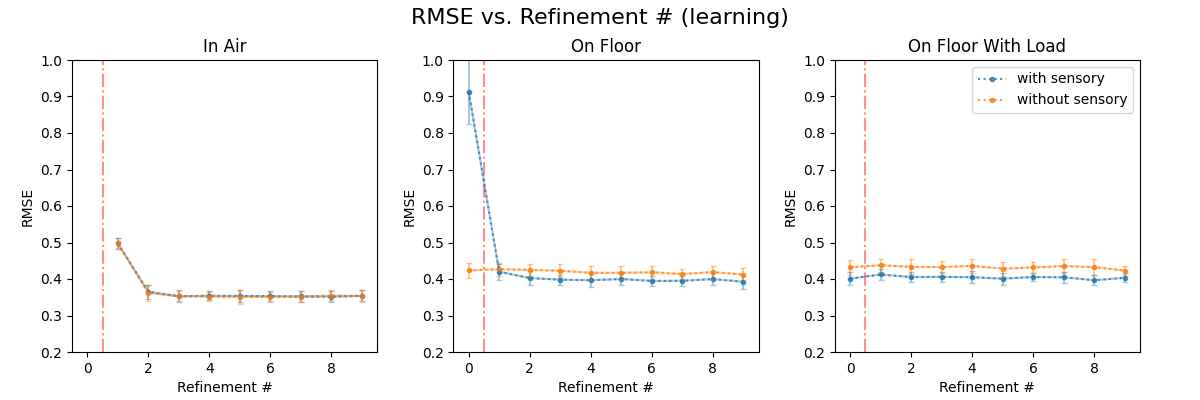 RMSE vs. Refinement # (learning)
In Air
1.0
0.9
0.8
0.7
0.6
0.5
0.4
0.3
0.2
RMSE
0 2 4 6 8
Refinement #
On Floor
1.0
0.9
0.8
0.7
0.6
0.5
0.4
0.3
0.2
RMSE
0 2 4 6 8
Refinement #
On Floor With Load
1.0
0.9
0.8
0.7
0.6
0.5
0.4
0.3
0.2
RMSE
with sensory
without sensory
0 2 4 6 8
Refinement #